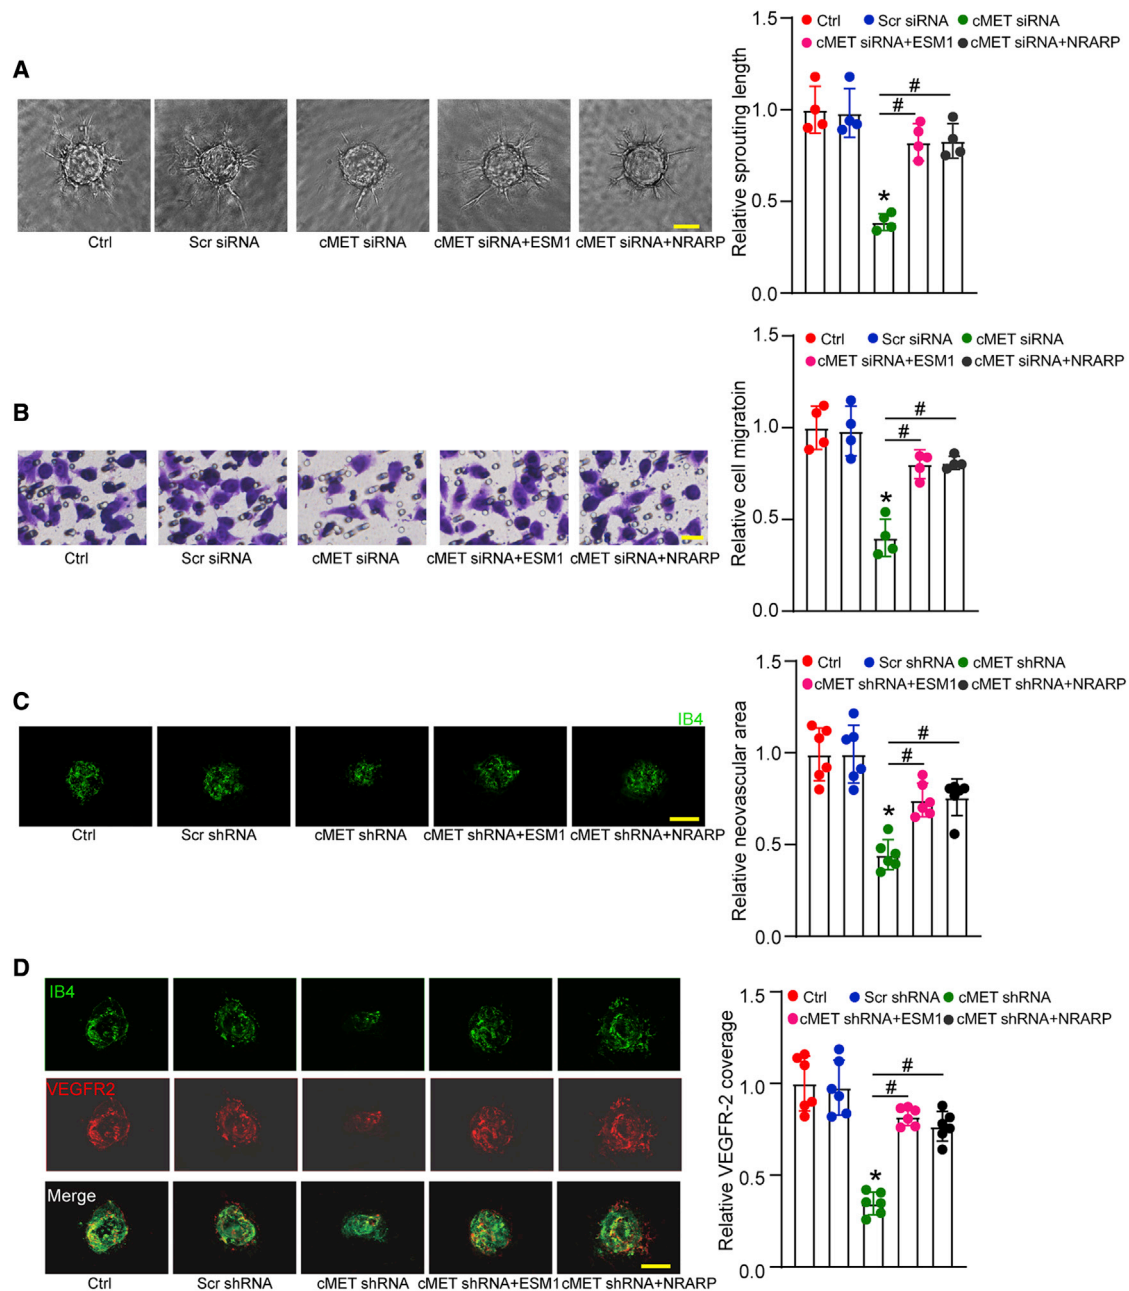 A
Ctrl
Scr siRNA
cMET siRNA
cMET siRNA+ESM1
cMET siRNA+NRARP
Relative sprouting length
1.5
1.0
0.5
0.0
Ctrl Scr siRNA cMET siRNA
cMET siRNA+ESM1 cMET siRNA+NRARP
#
#
*
B
Ctrl
Scr siRNA
cMET siRNA
cMET siRNA+ESM1
cMET siRNA+NRARP
Relative cell migratoin
1.5
1.0
0.5
0.0
Ctrl Scr siRNA cMET siRNA
cMET siRNA+ESM1 cMET siRNA+NRARP
#
#
*
C
IB4
Ctrl
Scr shRNA
cMET shRNA
cMET shRNA+ESM1
cMET shRNA+NRARP
Relative neovascular area
1.5
1.0
0.5
0.0
Ctrl Scr shRNA cMET shRNA
cMET shRNA+ESM1 cMET shRNA+NRARP
#
#
*
D
IB4
VEGFR2
Merge
Ctrl
Scr shRNA
cMET shRNA
cMET shRNA+ESM1
cMET shRNA+NRARP
Relative VEGFR-2 coverage
1.5
1.0
0.5
0.0
Ctrl Scr shRNA cMET shRNA
cMET shRNA+ESM1 cMET shRNA+NRARP
#
#
*